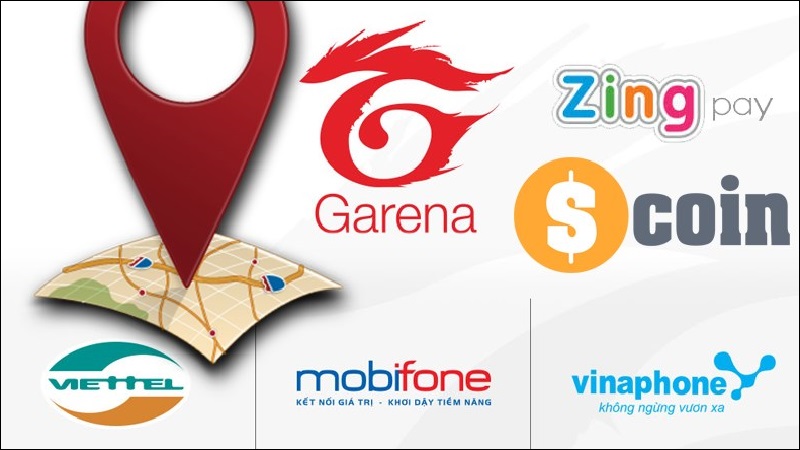 Garena
Zing pay
$coin
VIETTEL
mobifone
KẾT NỐI GIÁ TRỊ - KHƠI DẬY TIỀM NĂNG
vinaphone
không ngừng vươn xa